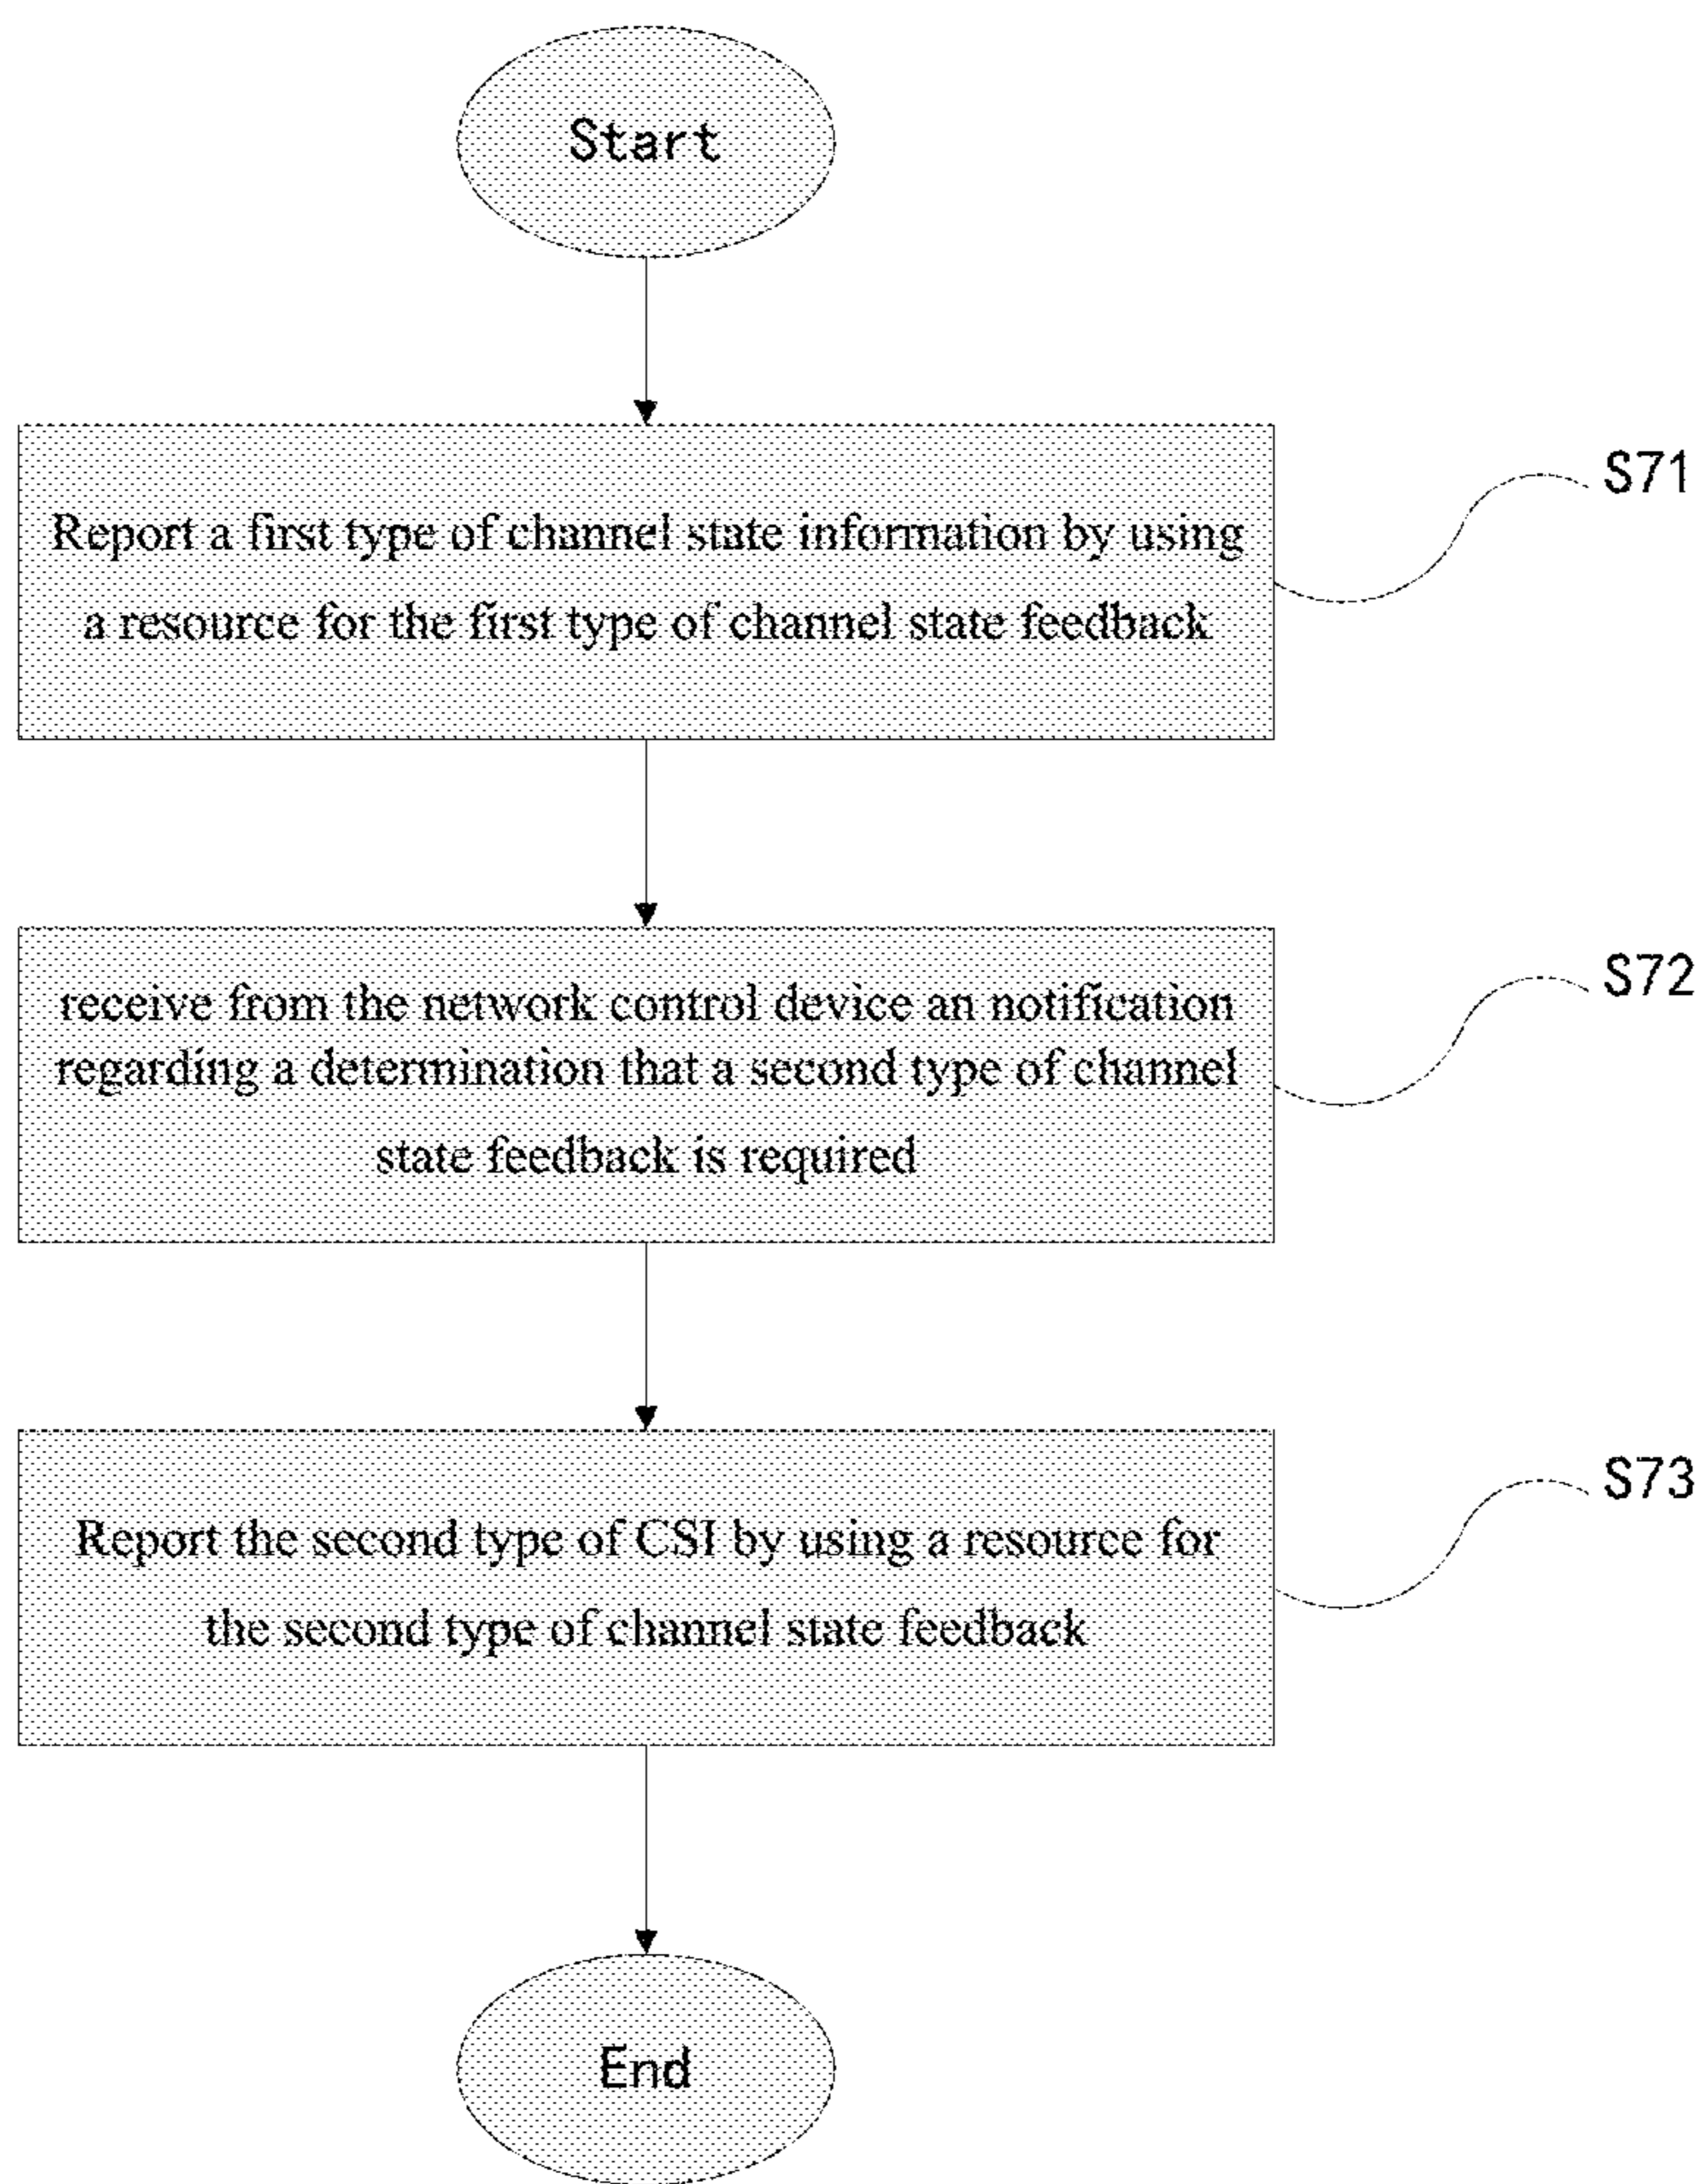 Start
Report a first type of channel state information by using
a resource for the first type of channel state feedback
S71
receive from the network control device an notification
regarding a determination that a second type of channel
state feedback is required
S72
Report the second type of CSI by using a resource for
the second type of channel state feedback
S73
End